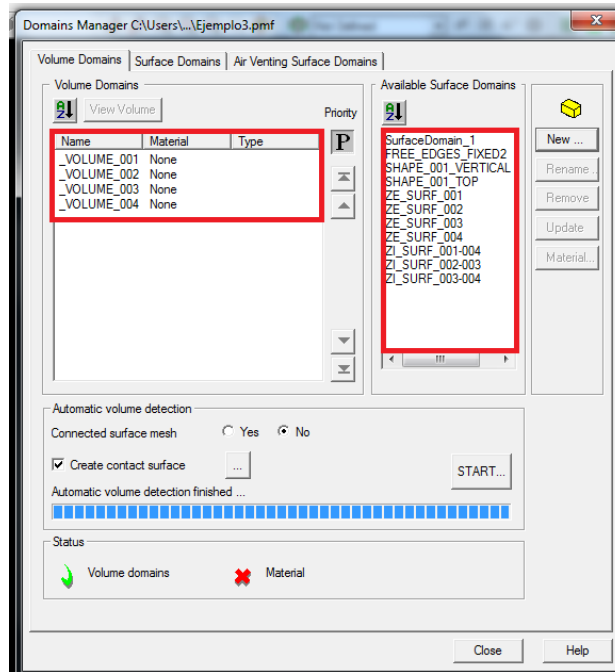 Domains Manager C:\Users\...\Ejemplo3.pmf
Volume Domains
Surface Domains
Air Venting Surface Domains
Volume Domains
View Volume
Priority
P
Name Material Type
_VOLUME_001 None
_VOLUME_002 None
_VOLUME_003 None
_VOLUME_004 None
Available Surface Domains
SurfaceDomain_1
FREE_EDGES_FIXED2
SHAPE_001_VERTICAL
SHAPE_001_TOP
ZE_SURF_001
ZE_SURF_002
ZE_SURF_003
ZE_SURF_004
ZI_SURF_001-004
ZI_SURF_002-003
ZI_SURF_003-004
New ...
Rename ..
Remove
Update
Material...
Automatic volume detection
Connected surface mesh Yes No
Create contact surface ...
START...
Automatic volume detection finished ...
Status
Volume domains Material
Close Help